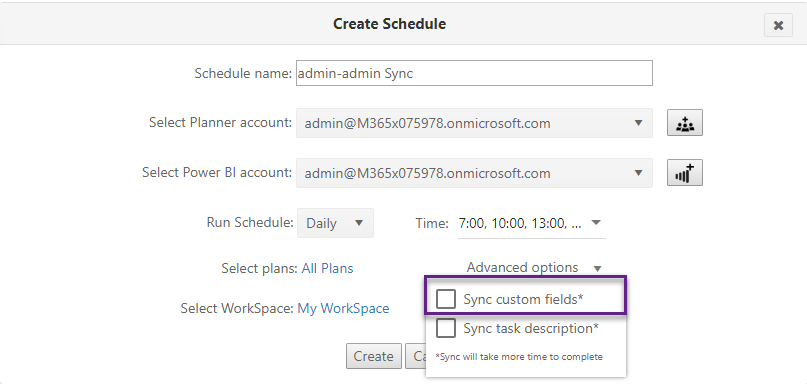 Create Schedule
Schedule name: admin-admin Sync
Select Planner account: admin@M365x075978.onmicrosoft.com
Select Power BI account: admin@M365x075978.onmicrosoft.com
Run Schedule: Daily Time: 7:00, 10:00, 13:00, ...
Select plans: All Plans Advanced options
Sync custom fields*
Select WorkSpace: My WorkSpace
Sync task description*
Create Ca
*Sync will take more time to complete